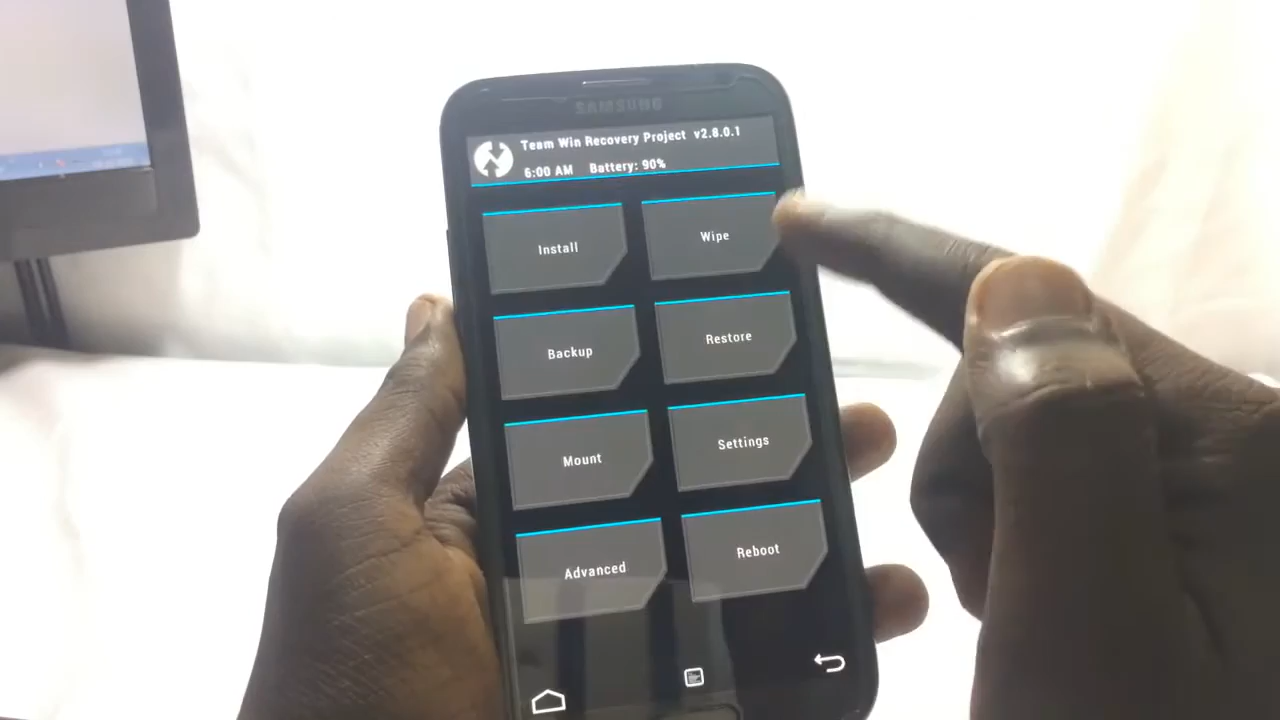 SAMSUNG
Team Win Recovery Project v2.8.0.1
6:00 AM Battery: 90%
Install
Wipe
Backup
Restore
Mount
Settings
Advanced
Reboot